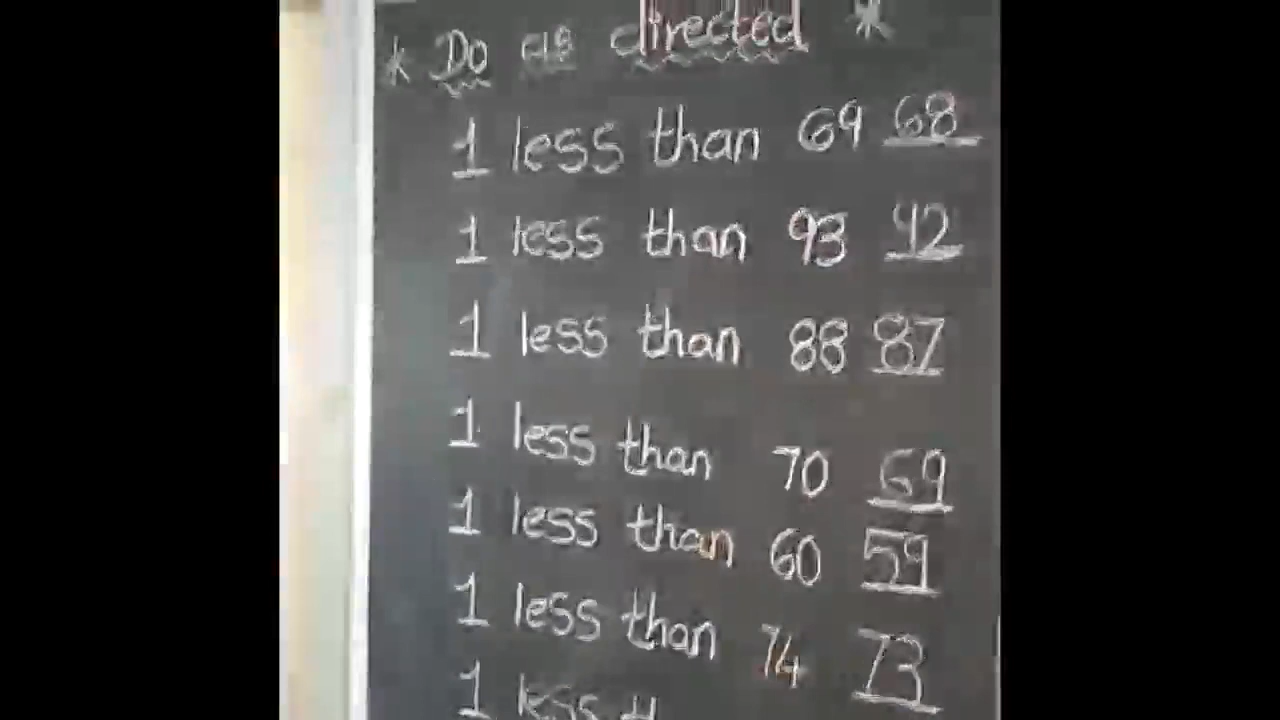 * Do as directed *
1 less than 69 68
1 less than 93 92
1 less than 88 87
1 less than 70 69
1 less than 60 59
1 less than 74 73
1 less